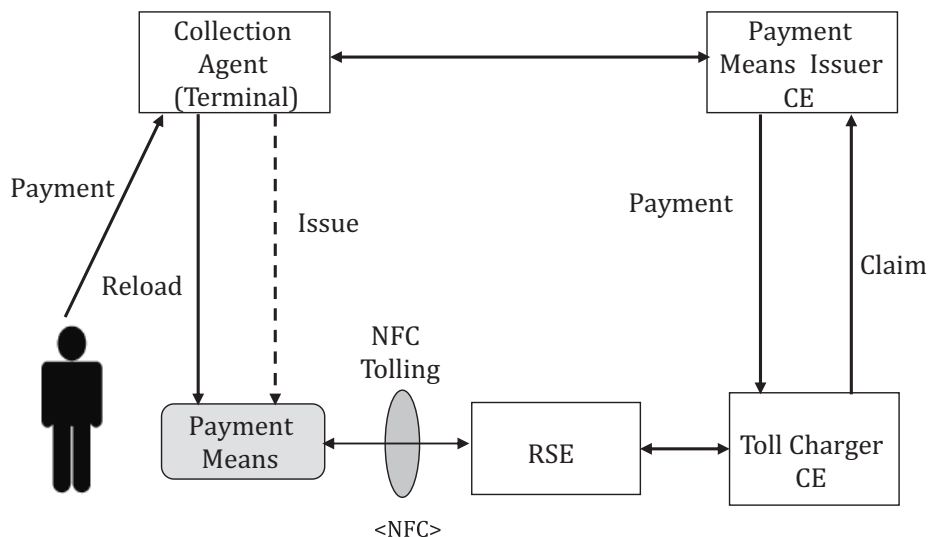 Collection
Agent
(Terminal)
Payment
Means Issuer
CE
Payment
Issue
Reload
Payment
Claim
NFC
Tolling
Payment
Means
RSE
Toll Charger
CE
<NFC>